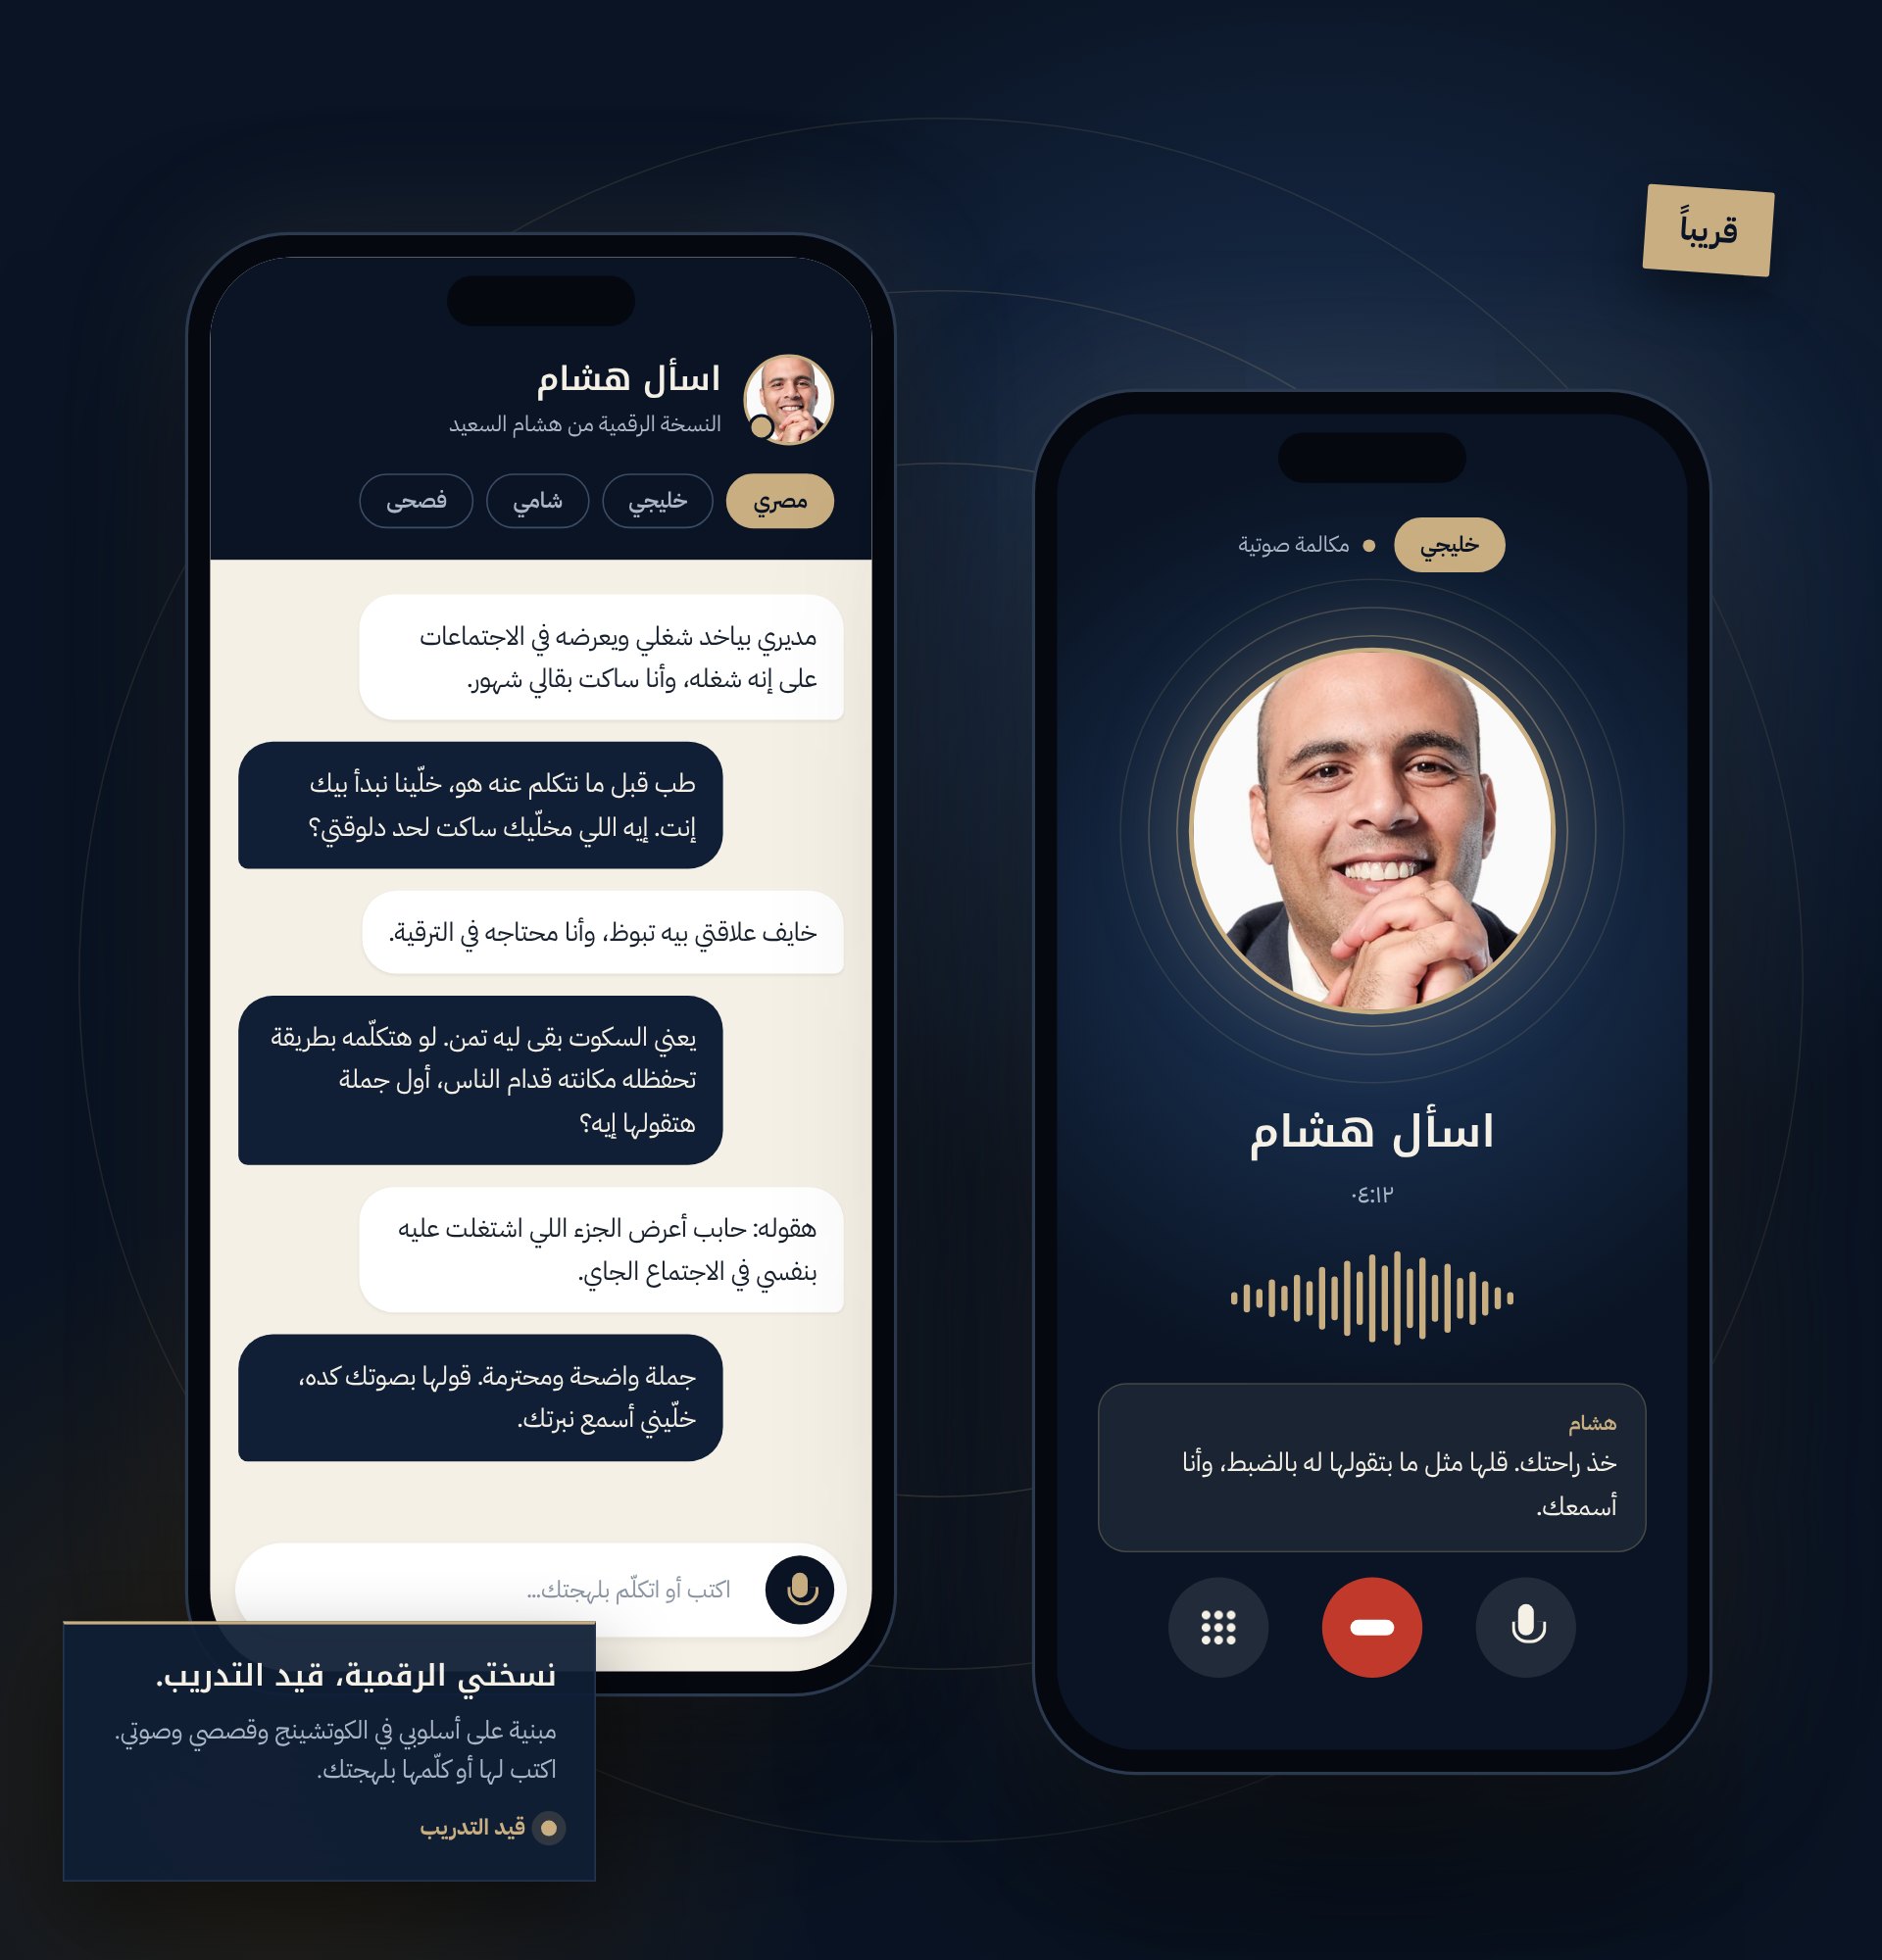 قريباً
خليجي
مكالمة صوتية
اسأل هشام
٠٤:١٢
هشام
خذ راحتك. قلها مثل ما بتقولها له بالضبط، وأنا
أسمعك.
اسأل هشام
النسخة الرقمية من هشام السعيد
مصري خليجي شامي فصحى
مديري بياخد شغلي ويعرضه في الاجتماعات
على إنه شغله، وأنا ساكت بقالي شهور.
طب قبل ما نتكلم عنه هو، خلّينا نبدأ بيك
إنت. إيه اللي مخلّيك ساكت لحد دلوقتي؟
خايف علاقتي بيه تبوظ، وأنا محتاجه في الترقية.
يعني السكوت بقى ليه تمن. لو هتكلّمه بطريقة
تحفظله مكانته قدام الناس، أول جملة
هتقولها إيه؟
هقوله: حابب أعرض الجزء اللي اشتغلت عليه
بنفسي في الاجتماع الجاي.
جملة واضحة ومحترمة. قولها بصوتك كده،
خلّيني أسمع نبرتك.
اكتب أو اتكلّم بلهجتك...
نسختي الرقمية، قيد التدريب.
مبنية على أسلوبي في الكوتشينج وقصصي وصوتي.
اكتب لها أو كلّمها بلهجتك.
قيد التدريب